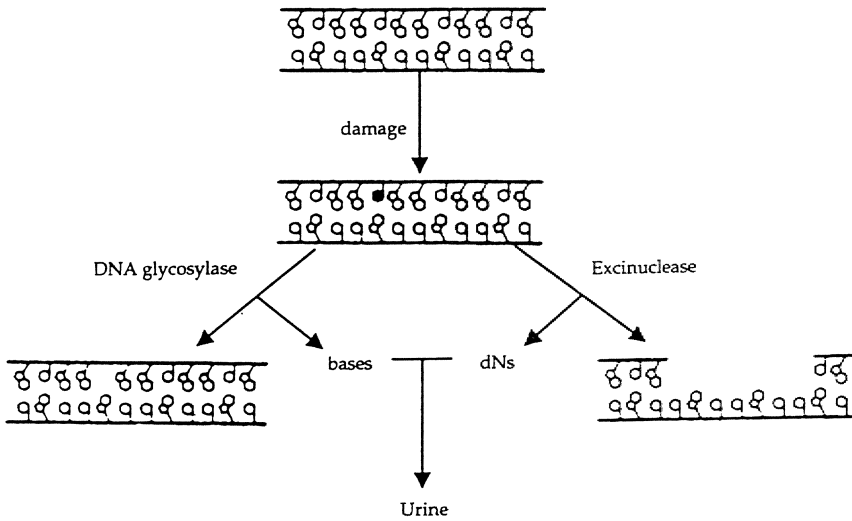 damage
DNA glycosylase
Excinuclease
bases
dNs
Urine